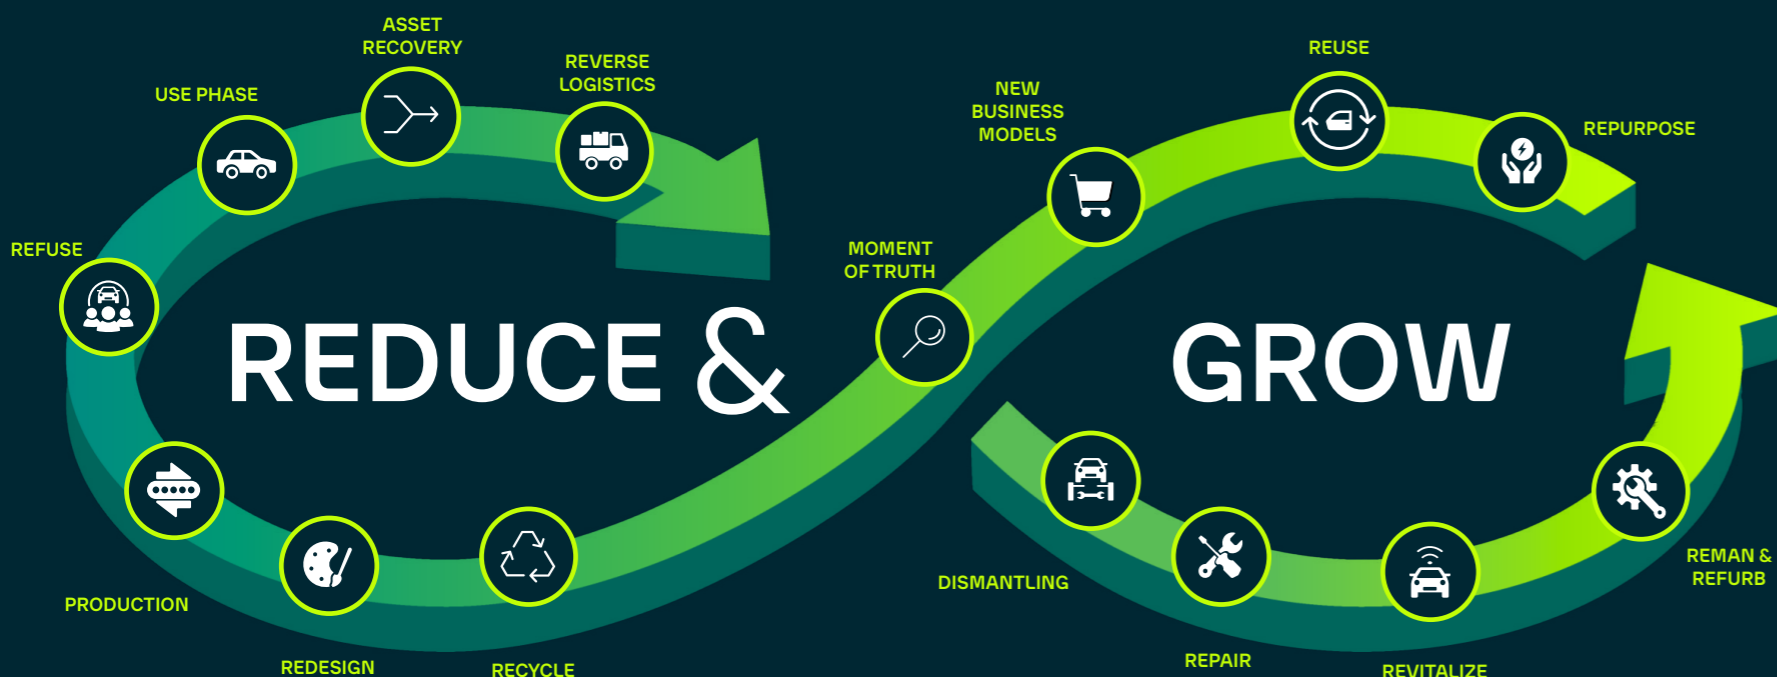 ASSET
RECOVERY
REVERSE
LOGISTICS
USE PHASE
REFUSE
PRODUCTION
REDESIGN
RECYCLE
REDUCE &
MOMENT
OF TRUTH
NEW
BUSINESS
MODELS
REUSE
REPURPOSE
GROW
DISMANTLING
REPAIR
REVITALIZE
REMAN &
REFURB